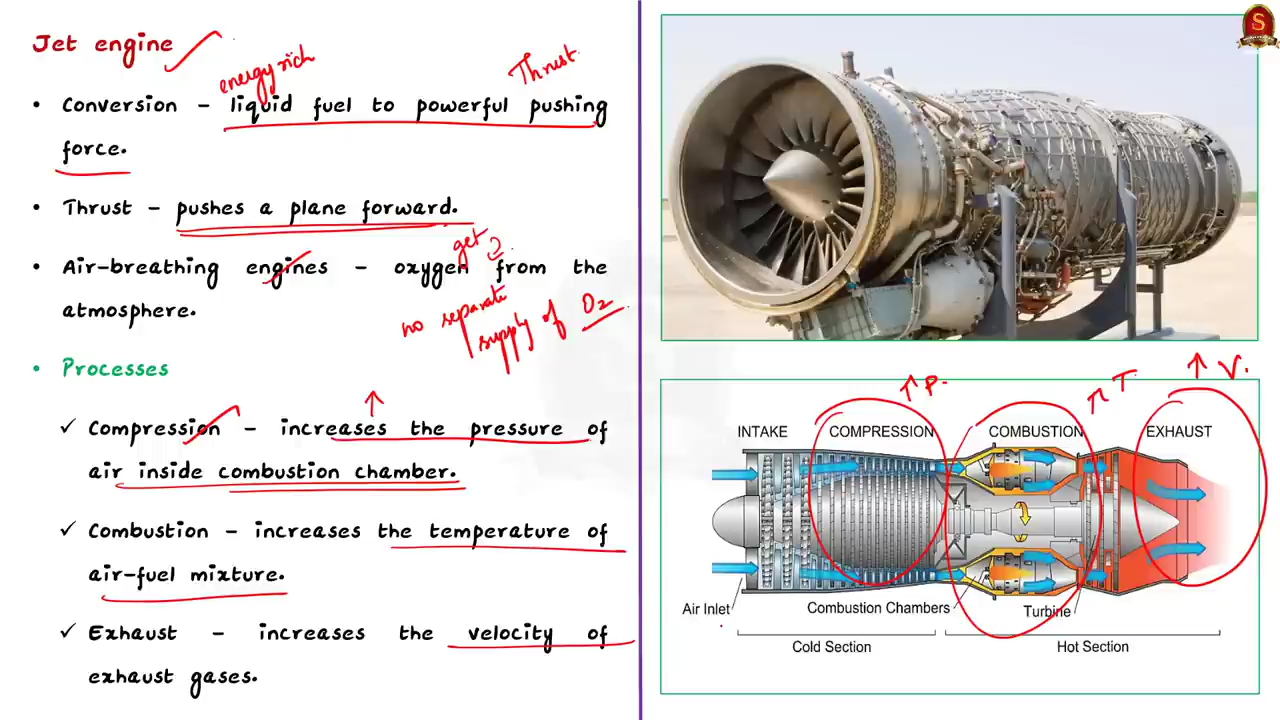 Jet engine
energy rich
Thrust
• Conversion – liquid fuel to powerful pushing
force.
• Thrust – pushes a plane forward.
get
• Air-breathing engines – oxygen from the
atmosphere.
no separate
supply of O2
• Processes
✓ Compression – increases the pressure of
air inside combustion chamber.
✓ Combustion – increases the temperature of
air-fuel mixture.
✓ Exhaust – increases the velocity of
exhaust gases.
S
↑ P.
↑ T.
↑ V.
INTAKE COMPRESSION COMBUSTION EXHAUST
Air Inlet Combustion Chambers Turbine
Cold Section Hot Section